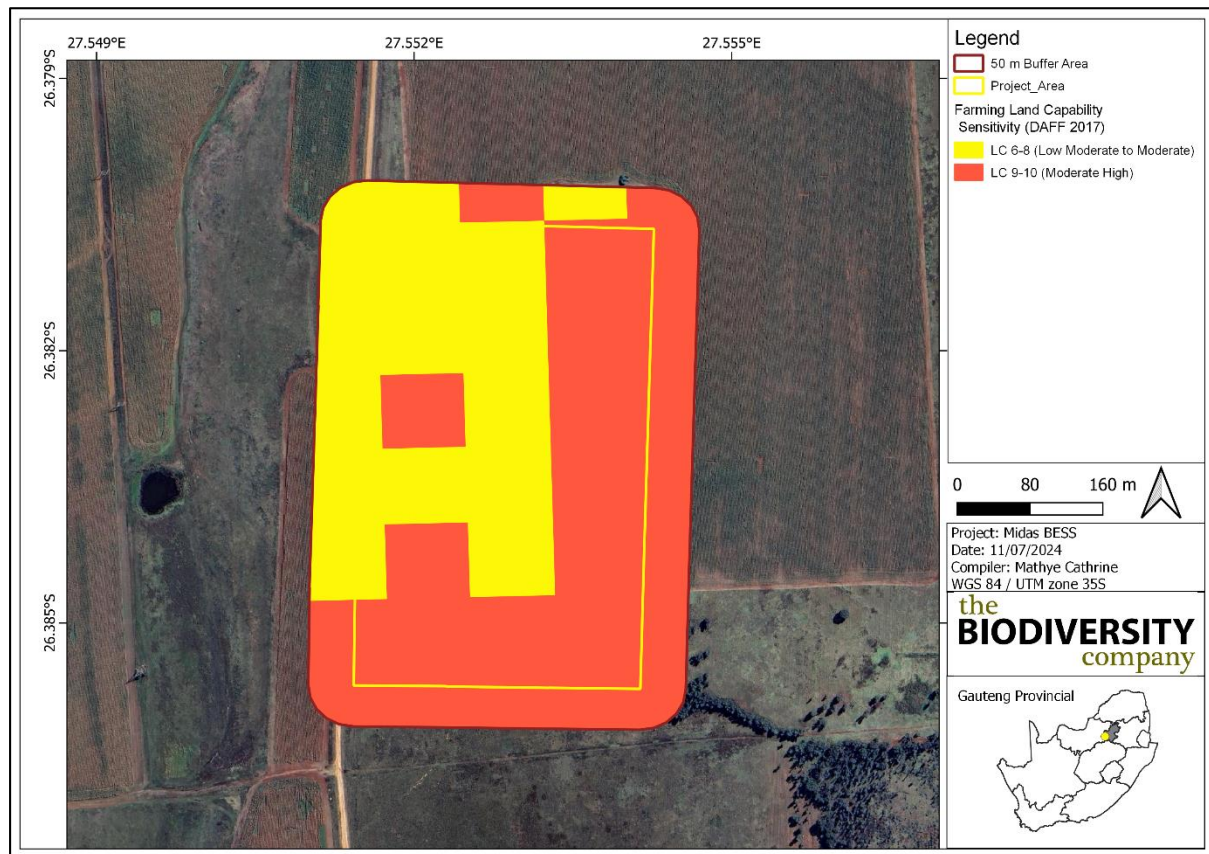 27.549°E
27.552°E
27.555°E
26.379°S
26.382°S
26.385°S
Legend
50 m Buffer Area
Project_Area
Farming Land Capability
Sensitivity (DAFF 2017)
LC 6-8 (Low Moderate to Moderate)
LC 9-10 (Moderate High)
0 80 160 m
Project: Midas BESS
Date: 11/07/2024
Compiler: Mathye Cathrine
WGS 84 / UTM zone 35S
the
BIODIVERSITY
company
Gauteng Provincial